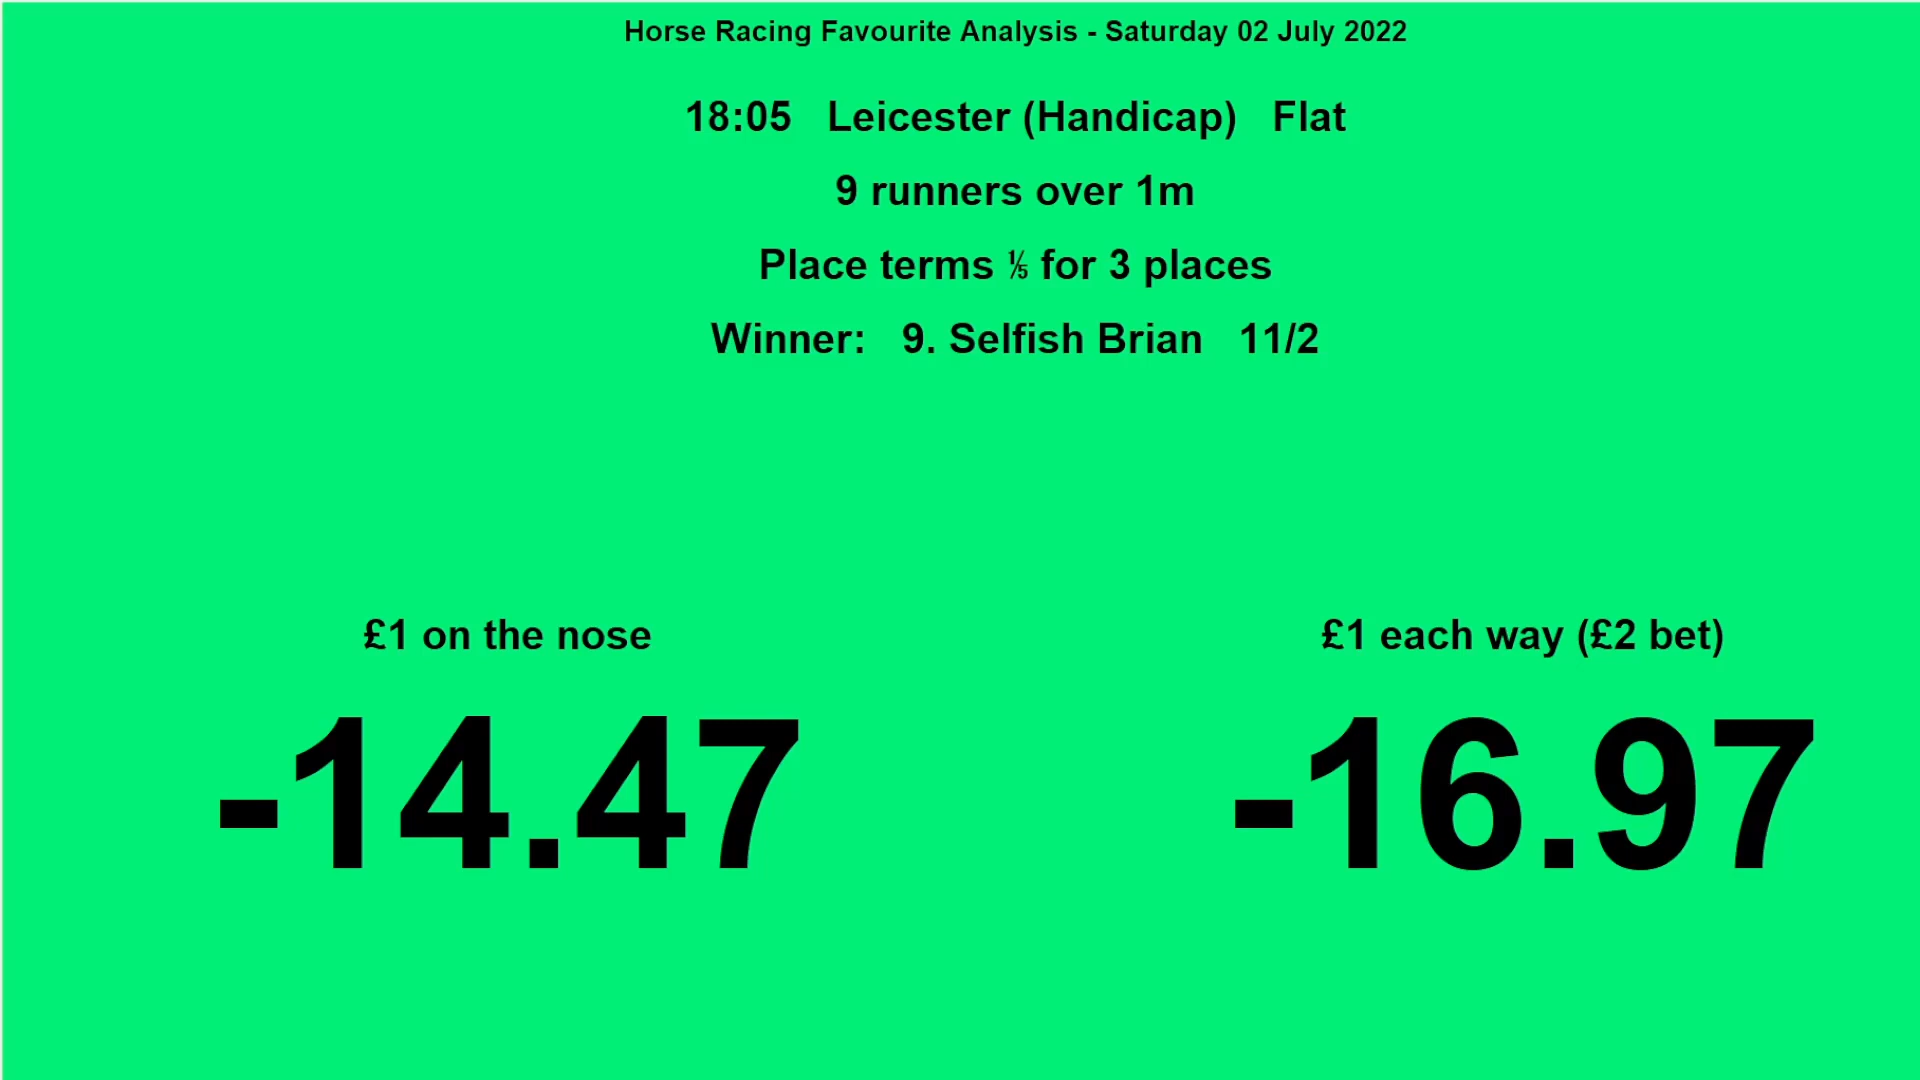 Horse Racing Favourite Analysis - Saturday 02 July 2022
18:05 Leicester (Handicap) Flat
9 runners over 1m
Place terms ⅕ for 3 places
Winner: 9. Selfish Brian 11/2
£1 on the nose £1 each way (£2 bet)
-14.47 -16.97